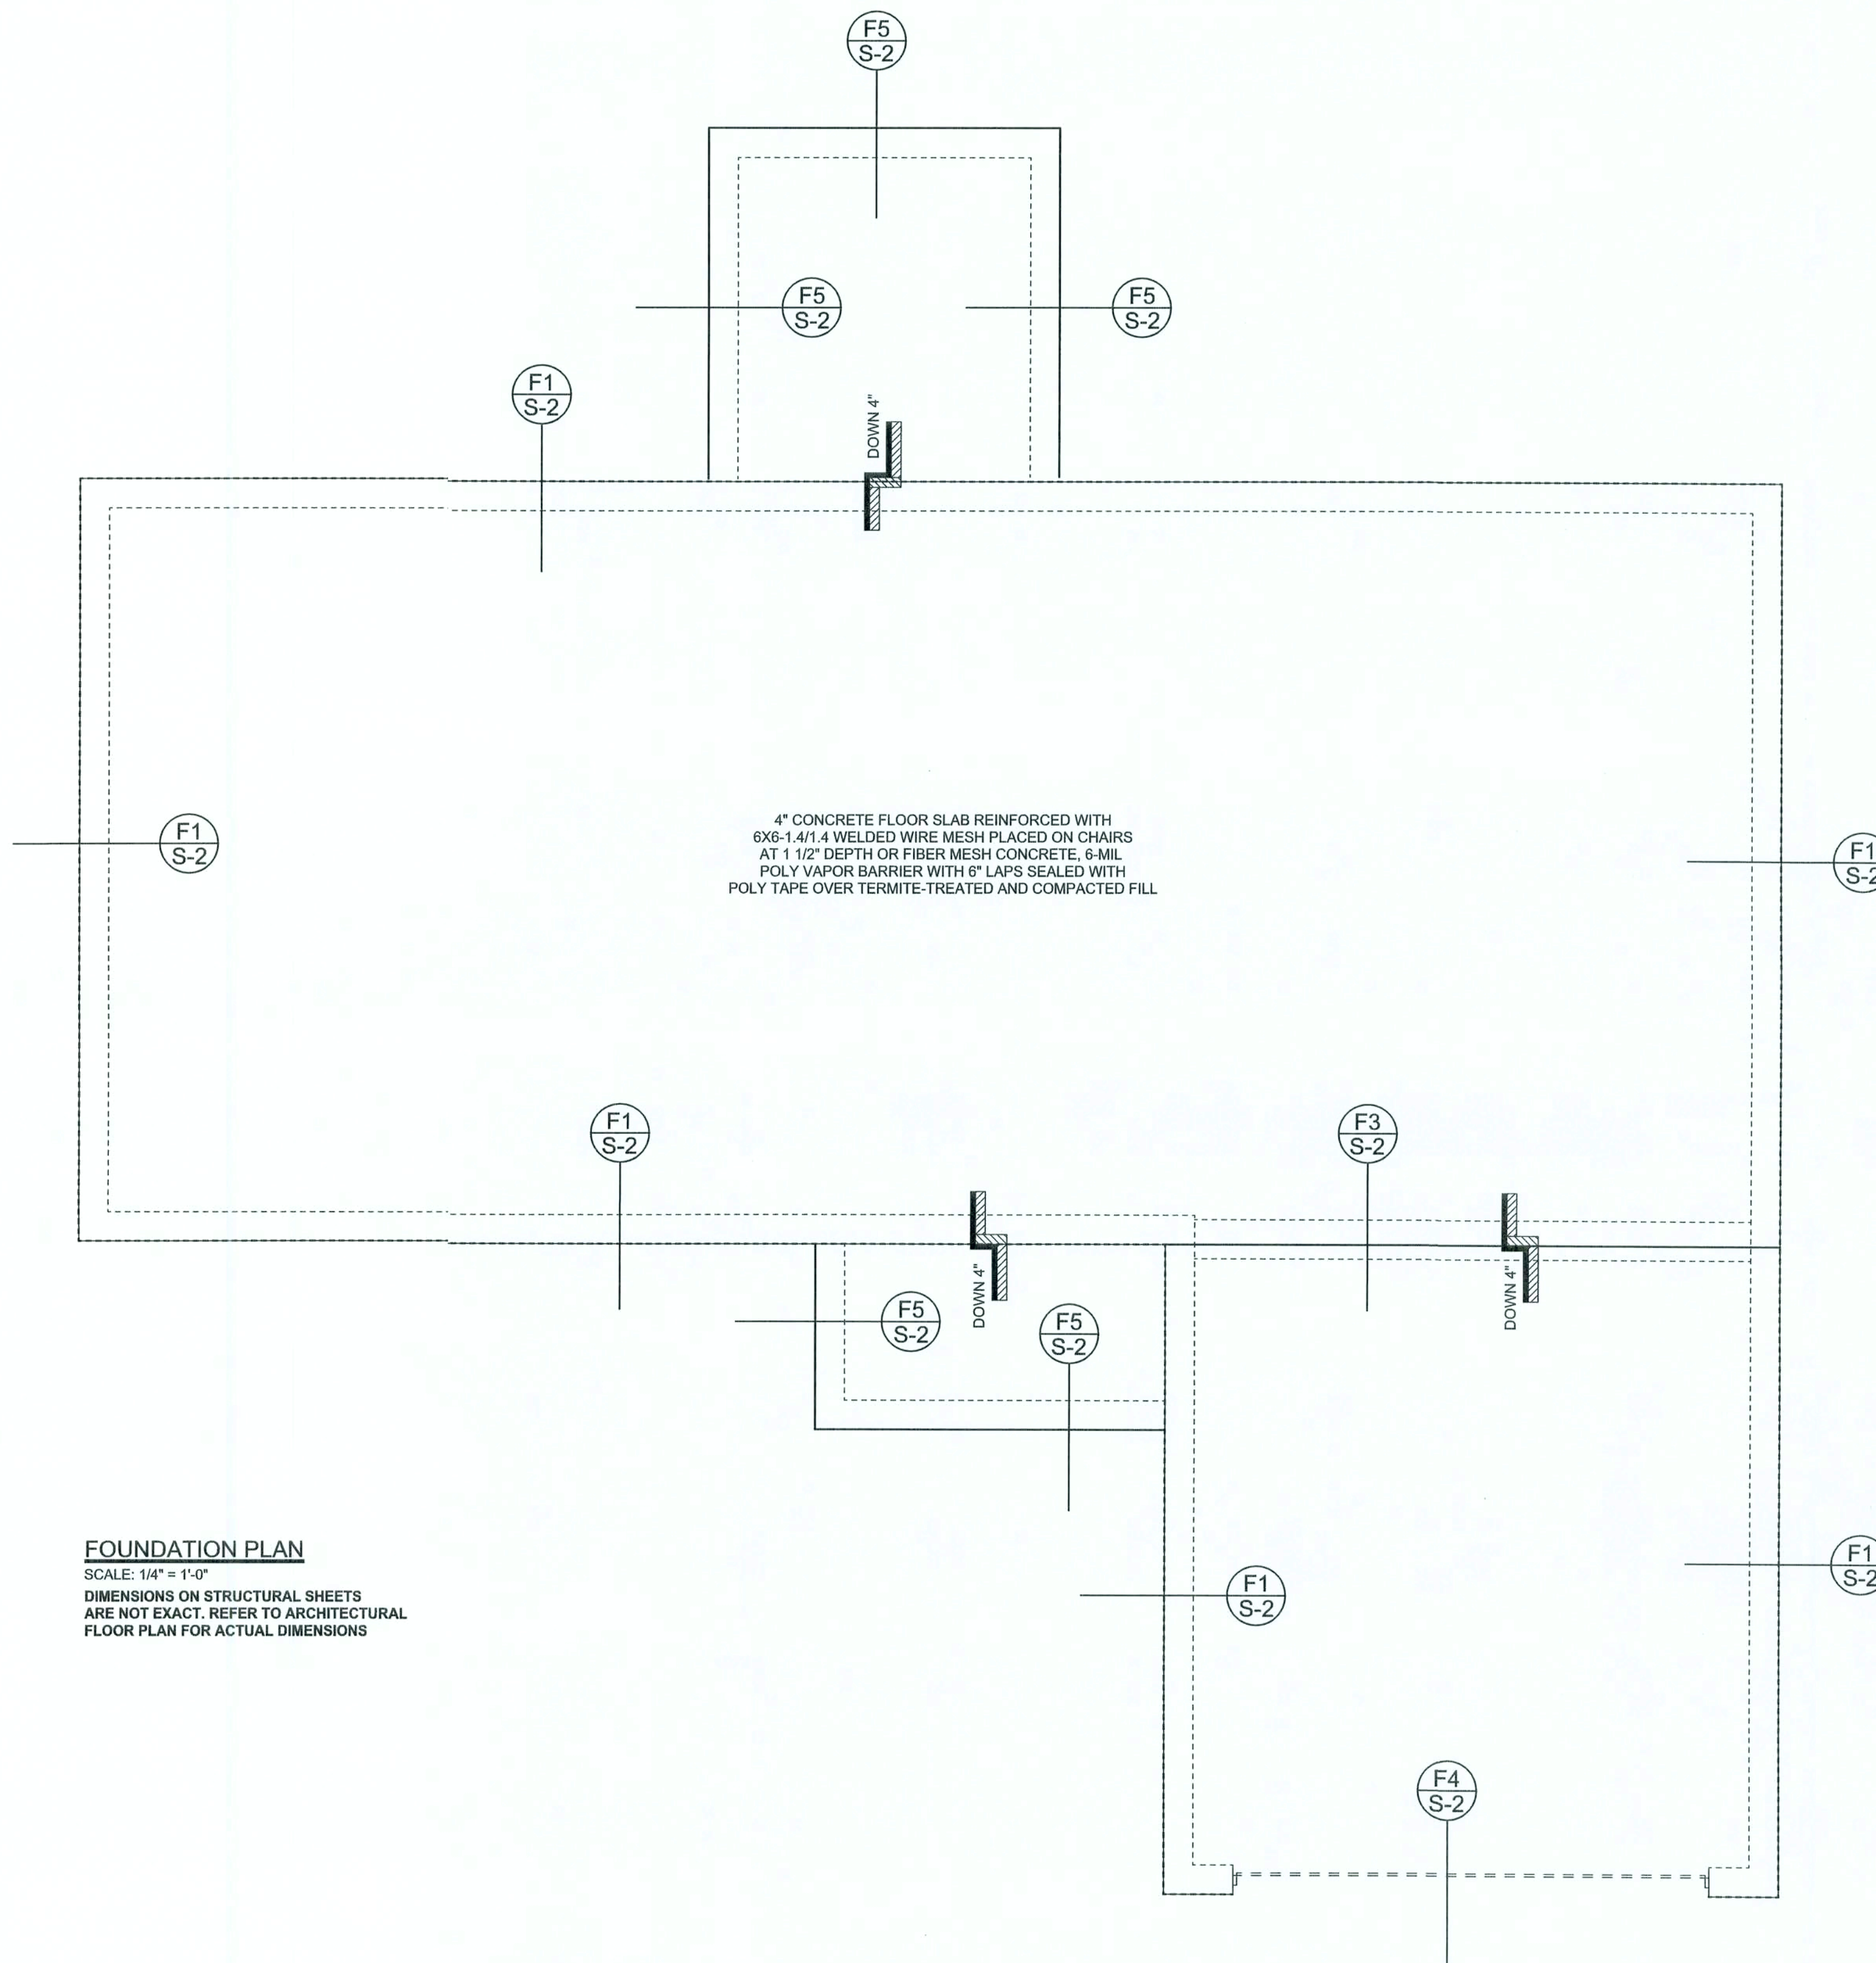 F5
S-2
F5
S-2
F5
S-2
F1
S-2
DOWN 4"
4" CONCRETE FLOOR SLAB REINFORCED WITH
6X6-1.4/1.4 WELDED WIRE MESH PLACED ON CHAIRS
AT 1 1/2" DEPTH OR FIBER MESH CONCRETE, 6-MIL
POLY VAPOR BARRIER WITH 6" LAPS SEALED WITH
POLY TAPE OVER TERMITE-TREATED AND COMPACTED FILL
F1
S-2
F1
S-2
F1
S-2
F3
S-2
DOWN 4"
DOWN 4"
F5
S-2
F5
S-2
FOUNDATION PLAN
SCALE: 1/4" = 1'-0"
DIMENSIONS ON STRUCTURAL SHEETS
ARE NOT EXACT. REFER TO ARCHITECTURAL
FLOOR PLAN FOR ACTUAL DIMENSIONS
F1
S-2
F1
S-2
F4
S-2